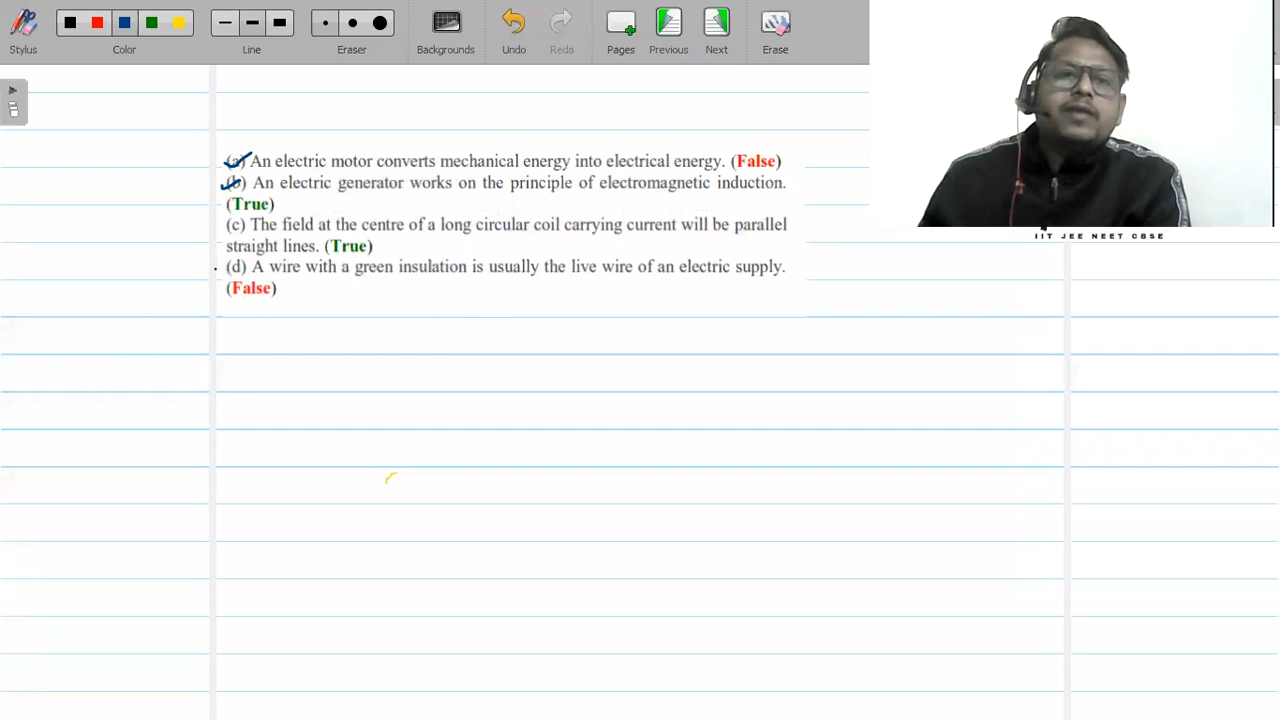 Stylus
Color
Line
Eraser
Backgrounds
Undo
Redo
Pages
Previous
Next
Erase
(a) An electric motor converts mechanical energy into electrical energy. (False)
(b) An electric generator works on the principle of electromagnetic induction.
(True)
(c) The field at the centre of a long circular coil carrying current will be parallel
straight lines. (True)
(d) A wire with a green insulation is usually the live wire of an electric supply.
(False)
IIT JEE NEET CBSE